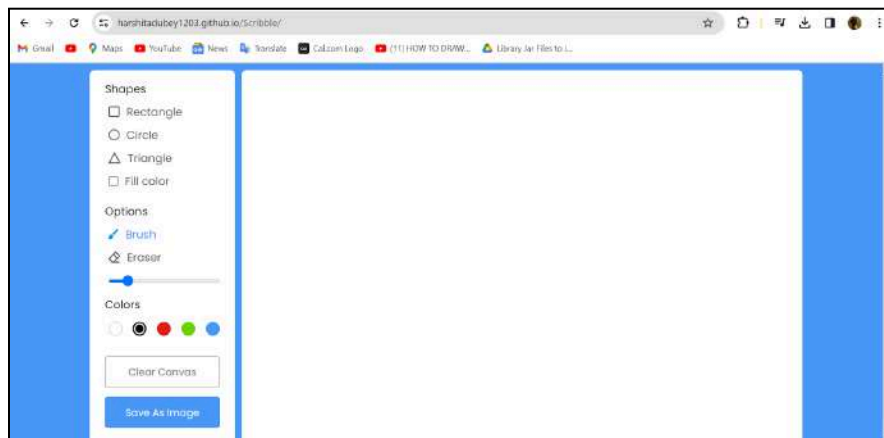 harshitadubey1203.github.io/Scribble/
Gmail Maps YouTube News Translate Cal.com Logo (11) HOW TO DRAW... Library Jar Files to I...
Shapes
Rectangle
Circle
Triangle
Fill color
Options
Brush
Eraser
Colors
Clear Canvas
Save As Image